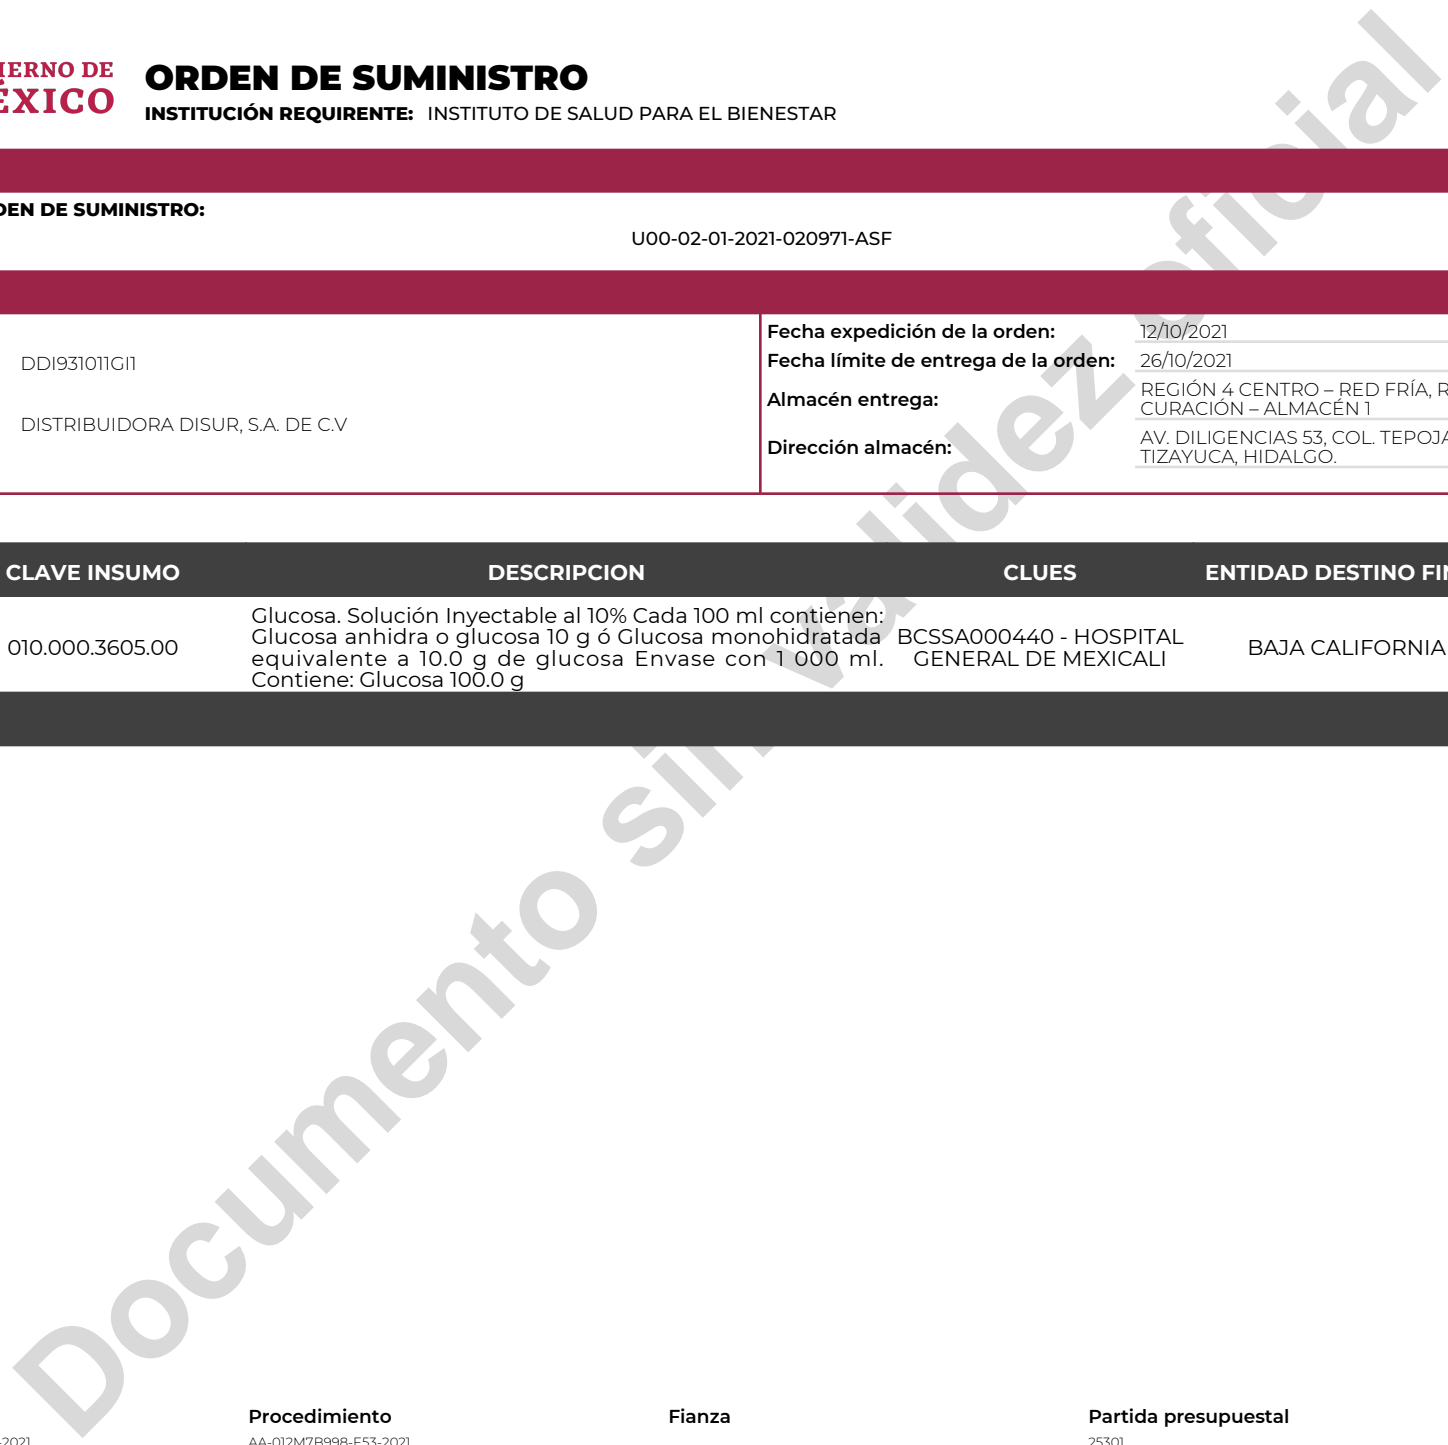 ORDEN DE SUMINISTRO
INSTITUCIÓN REQUIRENTE: INSTITUTO DE SALUD PARA EL BIENESTAR
DE
DE SUMINISTRO:
U00-02-01-2021-020971-ASF
DDI931011GI1
DISTRIBUIDORA DISUR, S.A. DE C.V
Fecha expedición de la orden: 12/10/2021
Fecha límite de entrega de la orden: 26/10/2021
Almacén entrega: REGIÓN 4 CENTRO – RED FRÍA,
CURACIÓN – ALMACÉN 1
Dirección almacén: AV. DILIGENCIAS 53, COL.
TIZAYUCA, HIDALGO.
CLAVE INSUMO DESCRIPCION CLUES ENTIDAD DESTINO
010.000.3605.00
Glucosa. Solución Inyectable al 10% Cada 100 ml contienen:
Glucosa anhidra o glucosa 10 g ó Glucosa monohidratada
equivalente a 10.0 g de glucosa Envase con 1 000 ml.
Contiene: Glucosa 100.0 g
BCSSA000440 - HOSPITAL
GENERAL DE MEXICALI
BAJA CALIFORNIA
Procedimiento Fianza Partida presupuestal
AA-012M7B998-E53-2021
25301
Documento sin validez oficial